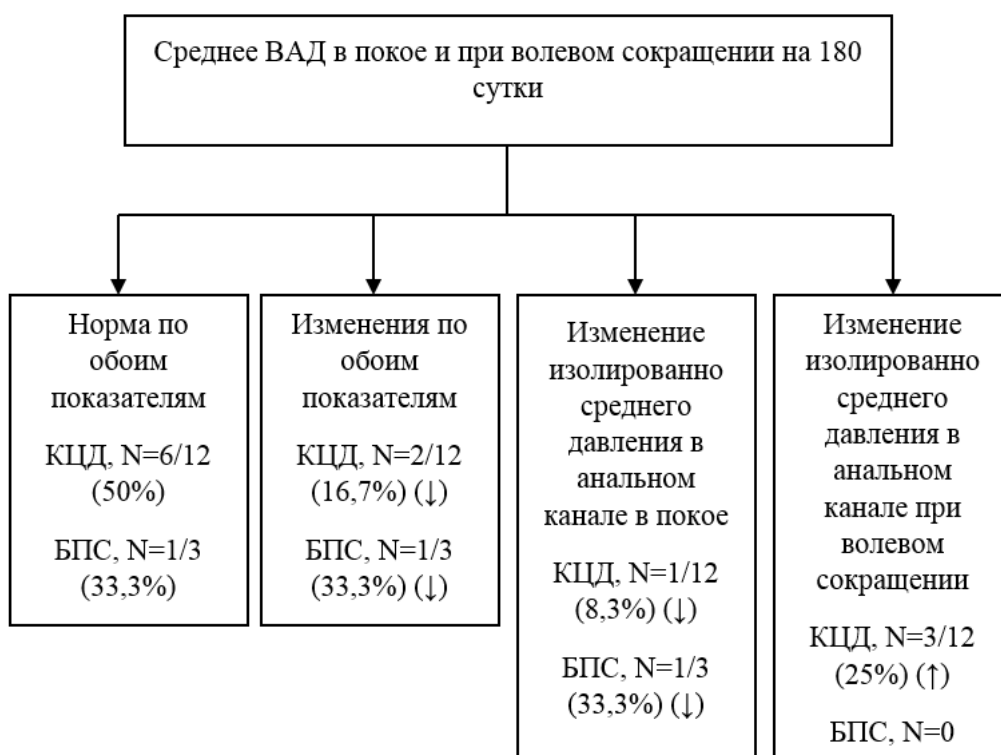 Среднее ВАД в покое и при волевом сокращении на 180
сутки
Норма по
обоим
показателям
КЦД, N=6/12
(50%)
БПС, N=1/3
(33,3%)
Изменения по
обоим
показателям
КЦД, N=2/12
(16,7%) (↓)
БПС, N=1/3
(33,3%) (↓)
Изменение
изолированно
среднего
давления в
анальном
канале в покое
КЦД, N=1/12
(8,3%) (↓)
БПС, N=1/3
(33,3%) (↓)
Изменение
изолированно
среднего
давления в
анальном
канале при
волевом
сокращении
КЦД, N=3/12
(25%) (↑)
БПС, N=0